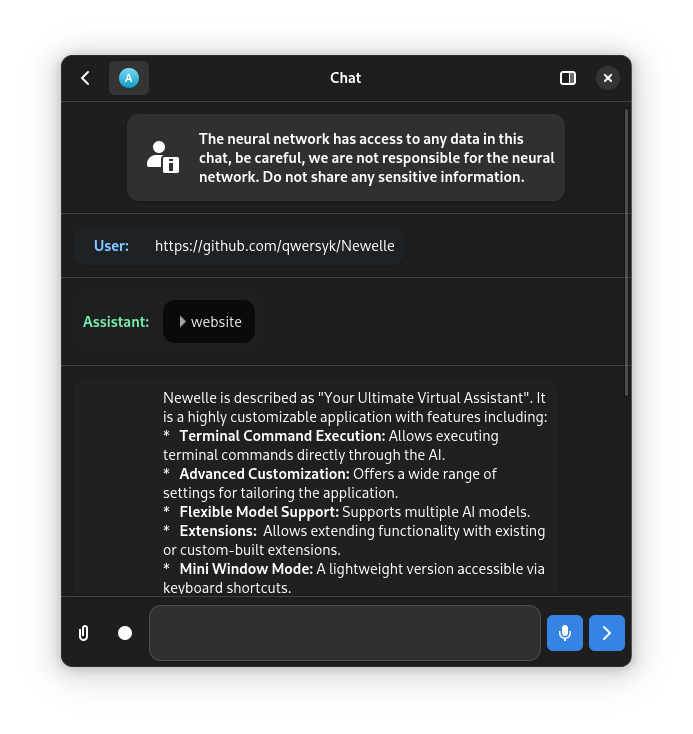 A
Chat
The neural network has access to any data in this
chat, be careful, we are not responsible for the neural
network. Do not share any sensitive information.
User: https://github.com/qwersyk/Newelle
Assistant: website
Newelle is described as "Your Ultimate Virtual Assistant". It
is a highly customizable application with features including:
* Terminal Command Execution: Allows executing
terminal commands directly through the AI.
* Advanced Customization: Offers a wide range of
settings for tailoring the application.
* Flexible Model Support: Supports multiple AI models.
* Extensions: Allows extending functionality with existing
or custom-built extensions.
* Mini Window Mode: A lightweight version accessible via
keyboard shortcuts.